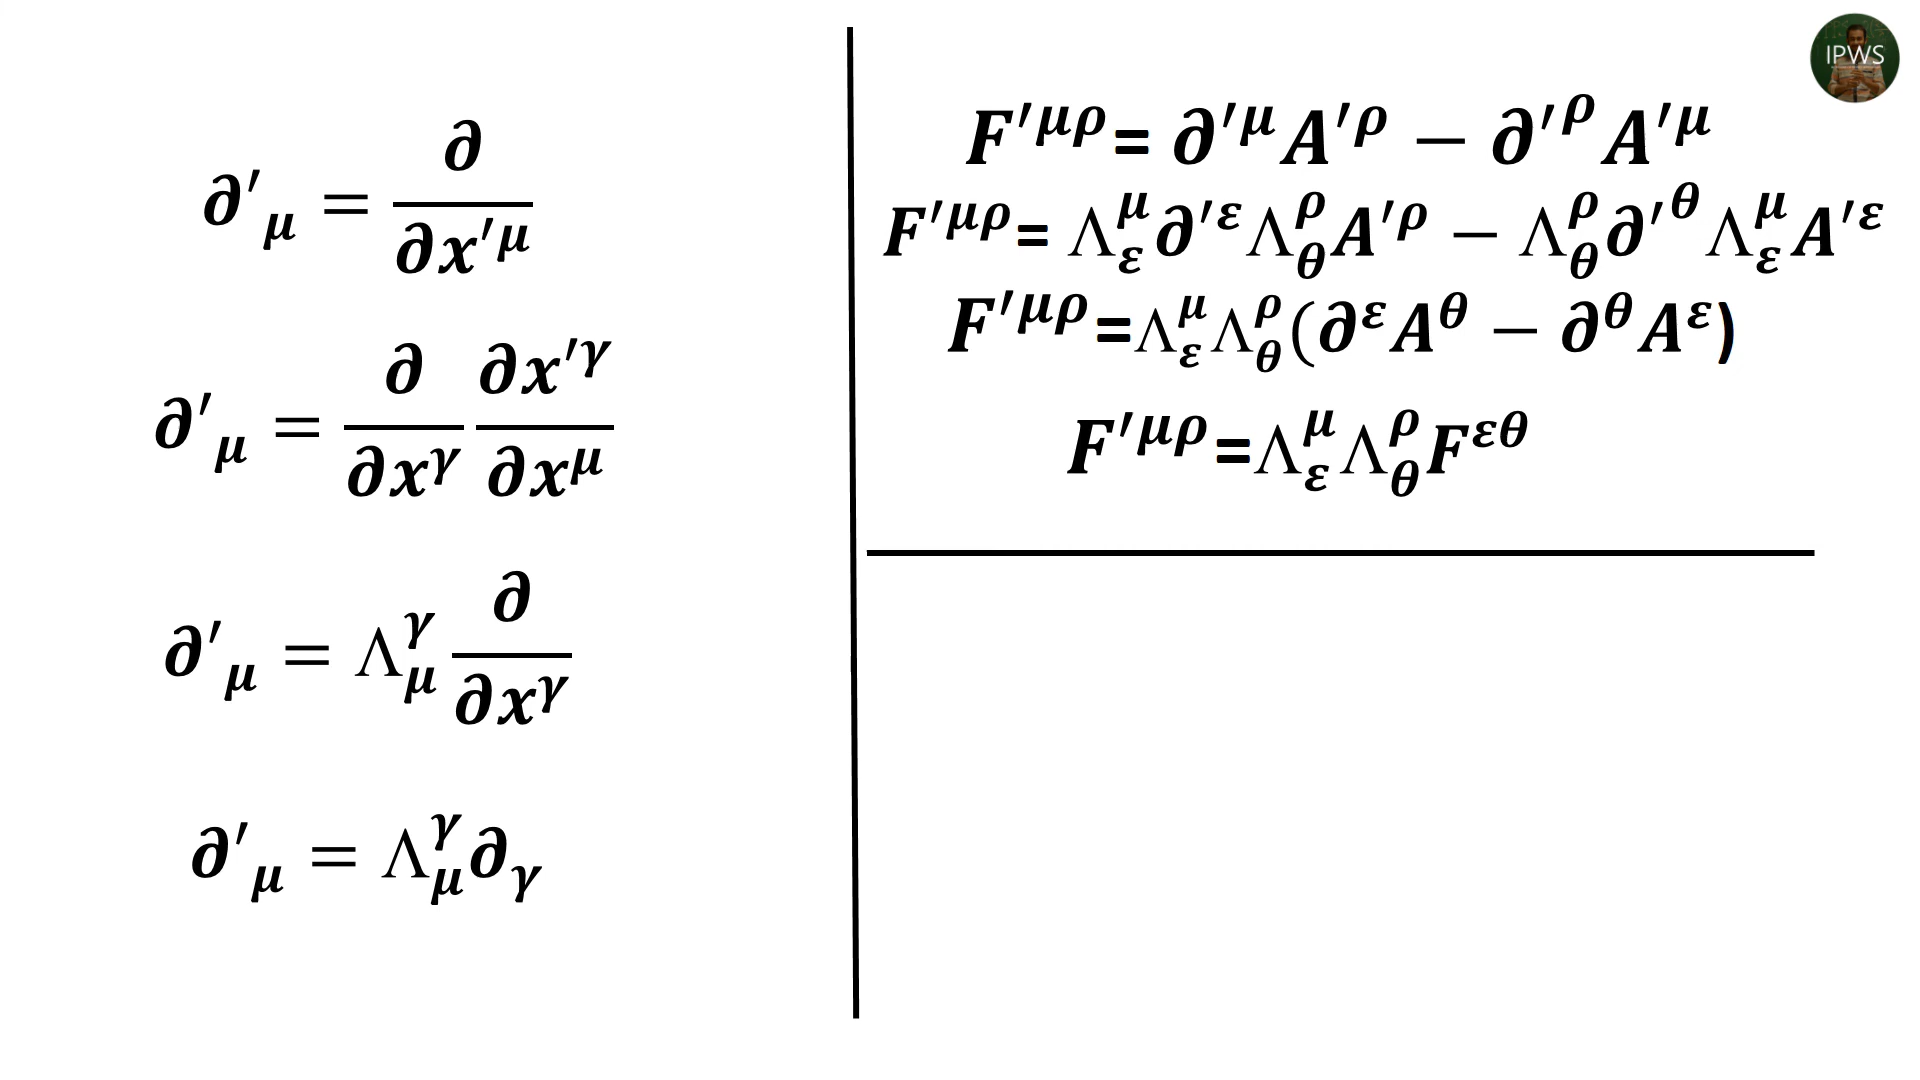 ∂'_μ = ∂/∂x'^μ
∂'_μ = ∂/∂x^γ ∂x'^γ/∂x^μ
∂'_μ = Λ^γ_μ ∂/∂x^γ
∂'_μ = Λ^γ_μ ∂_γ
IPWS
F'^{μρ}= ∂'^μ A'^ρ − ∂'^ρ A'^μ
F'^{μρ}= Λ^μ_ε ∂'^ε Λ^ρ_θ A'^ρ − Λ^ρ_θ ∂'^θ Λ^μ_ε A'^ε
F'^{μρ}=Λ^μ_ε Λ^ρ_θ (∂^ε A^θ − ∂^θ A^ε)
F'^{μρ}=Λ^μ_ε Λ^ρ_θ F^{εθ}